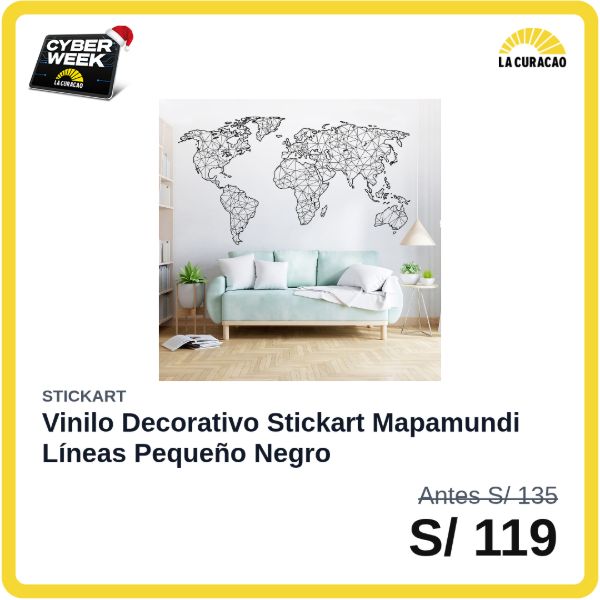 CYBER
WEEK
LA CURACAO
LA CURACAO
STICKART
Vinilo Decorativo Stickart Mapamundi
Líneas Pequeño Negro
Antes S/ 135
S/ 119